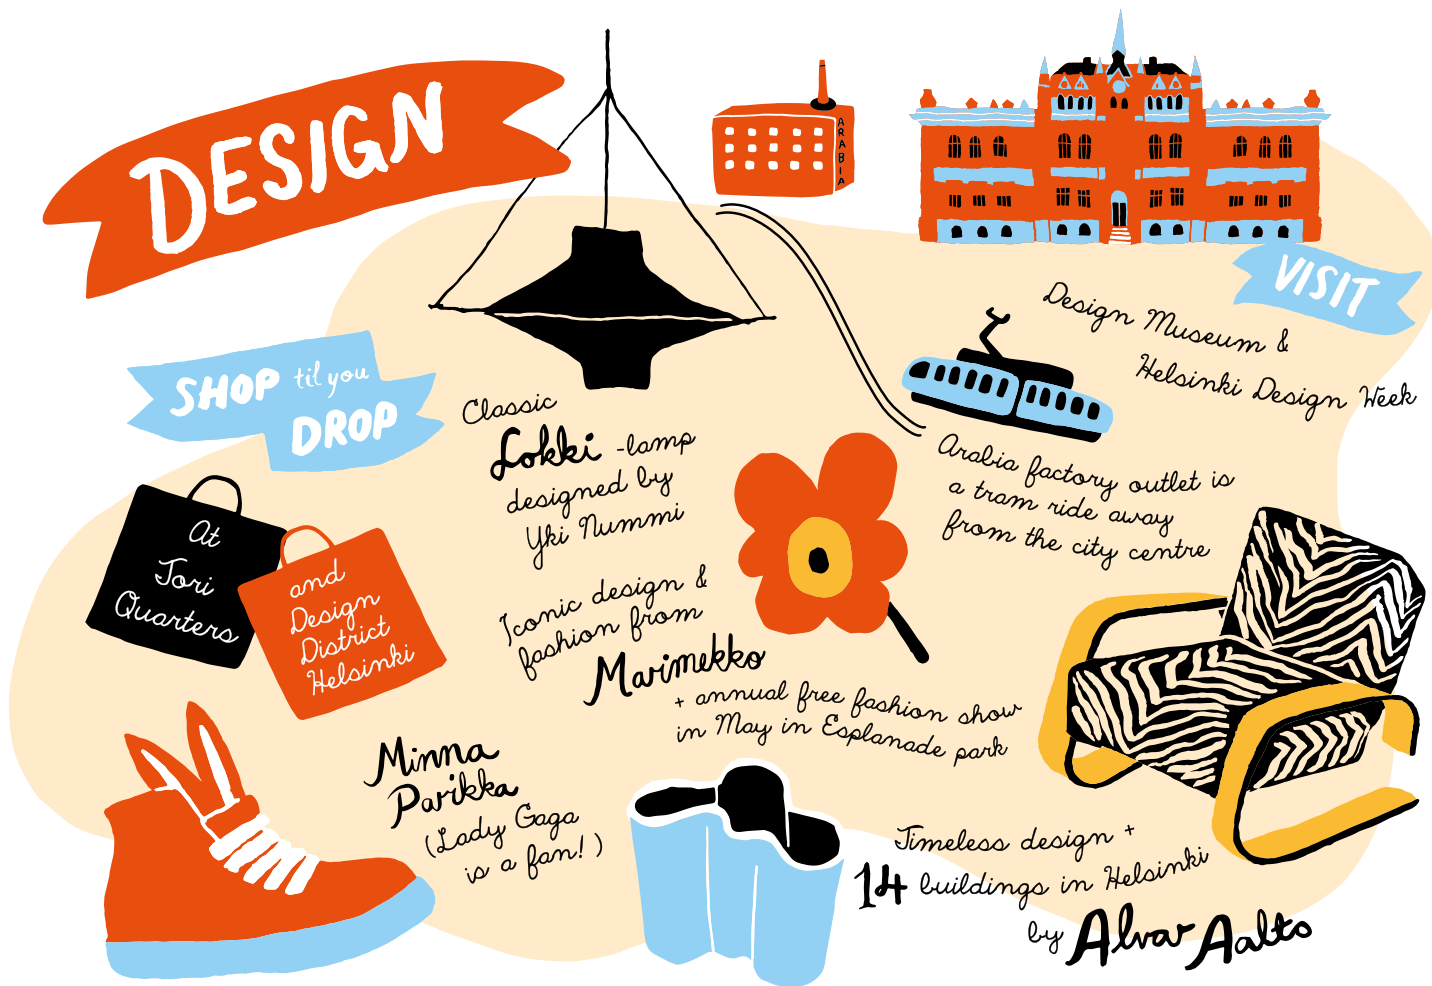 DESIGN
ARABIA
VISIT
Design Museum &
Helsinki Design Week
SHOP til you
DROP
At
Tori
Quarters
and
Design
District
Helsinki
Classic
Lokki -lamp
designed by
Yki Nummi
Arabia factory outlet is
a tram ride away
from the city centre
Iconic design &
fashion from
Marimekko
+ annual free fashion show
in May in Esplanade park
Minna
Parikka
(Lady Gaga
is a fan!)
Timeless design +
14 buildings in Helsinki
by Alvar Aalto